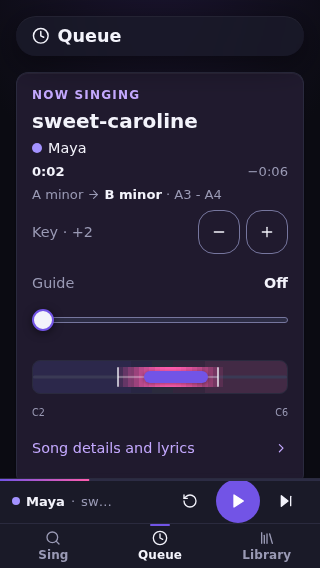 Queue
NOW SINGING
sweet-caroline
Maya
0:02 −0:06
A minor → B minor · A3 - A4
Key · +2 − +
Guide Off
C2 C6
Song details and lyrics
Maya · sw...
Sing Queue Library